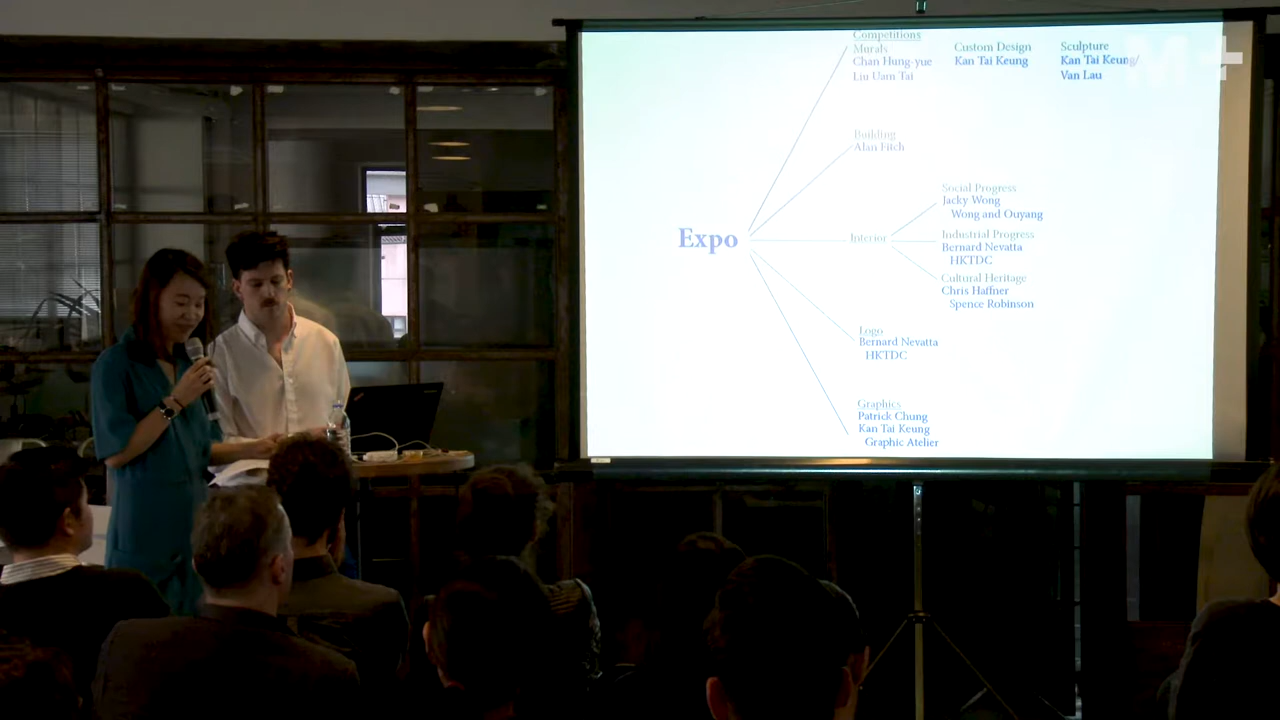 Competitions
Murals
Chan Hung-yue
Liu Uam Tai
Custom Design
Kan Tai Keung
Sculpture
Kan Tai Keung/
Van Lau
M+
Building
Alan Fitch
Expo
Interior
Social Progress
Jacky Wong
Wong and Ouyang
Industrial Progress
Bernard Nevatta
HKTDC
Cultural Heritage
Chris Haffner
Spence Robinson
Logo
Bernard Nevatta
HKTDC
Graphics
Patrick Chung
Kan Tai Keung
Graphic Atelier